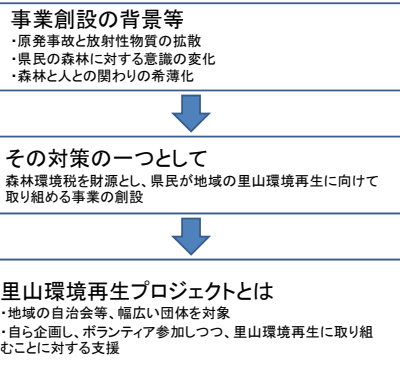 事業創設の背景等
・原発事故と放射性物質の拡散
・県民の森林に対する意識の変化
・森林と人との関わりの希薄化
その対策の一つとして
森林環境税を財源とし、県民が地域の里山環境再生に向けて
取り組める事業の創設
里山環境再生プロジェクトとは
・地域の自治会等、幅広い団体を対象
・自ら企画し、ボランティア参加しつつ、里山環境再生に取り組
むことに対する支援